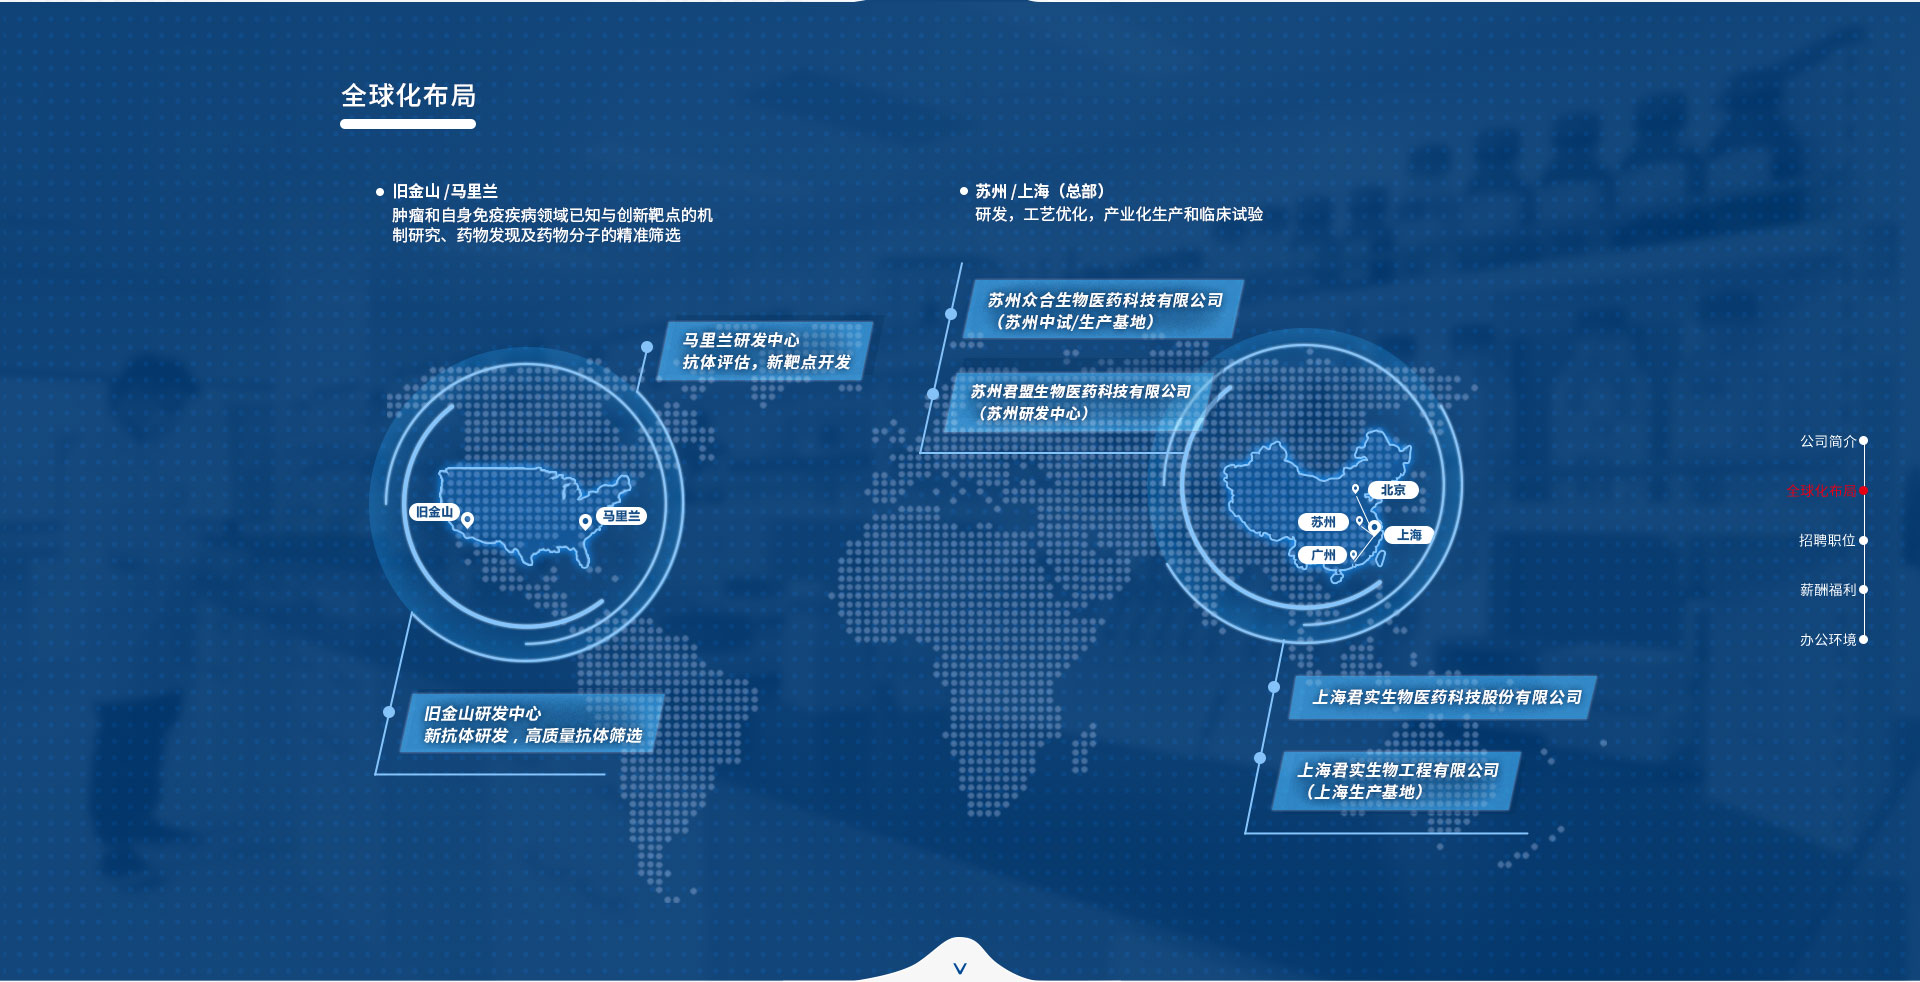 全球化布局
旧金山 /马里兰
肿瘤和自身免疫疾病领域已知与创新靶点的机
制研究、药物发现及药物分子的精准筛选
苏州 /上海（总部）
研发，工艺优化，产业化生产和临床试验
苏州众合生物医药科技有限公司
（苏州中试/生产基地）
马里兰研发中心
抗体评估，新靶点开发
苏州君盟生物医药科技有限公司
（苏州研发中心）
旧金山
马里兰
北京
苏州
上海
广州
旧金山研发中心
新抗体研发，高质量抗体筛选
上海君实生物医药科技股份有限公司
上海君实生物工程有限公司
（上海生产基地）
公司简介
全球化布局
招聘职位
薪酬福利
办公环境